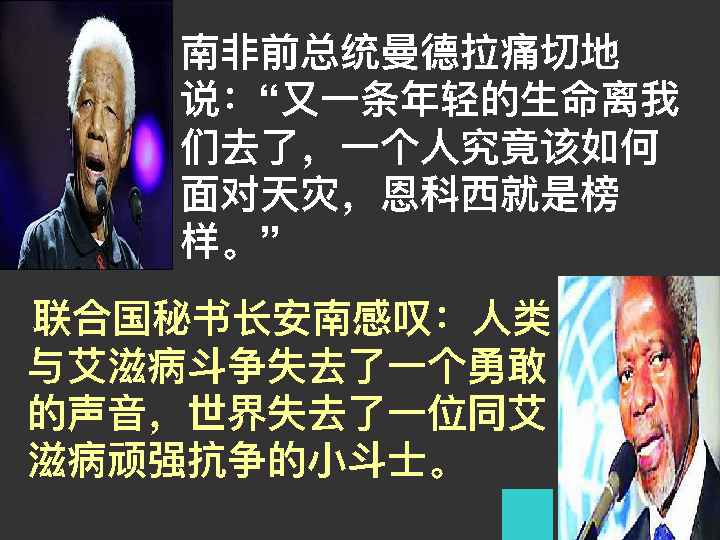 南非前总统曼德拉痛切地
说：“又一条年轻的生命离我
们去了，一个人究竟该如何
面对天灾，恩科西就是榜
样。”
联合国秘书长安南感叹：人类
与艾滋病斗争失去了一个勇敢
的声音，世界失去了一位同艾
滋病顽强抗争的小斗士。